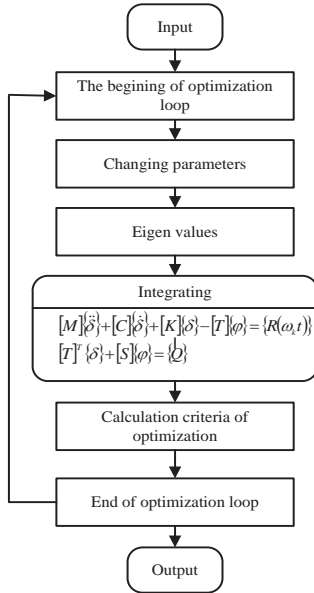 Input
The begining of optimization
loop
Changing parameters
Eigen values
Integrating
[M]{δ̈}+[C]{δ̇}+[K]{δ}−[T]{φ}={R(ωₖt)}
[T]ᵀ{δ}+[S]{φ}={Q}
Calculation criteria of
optimization
End of optimization loop
Output